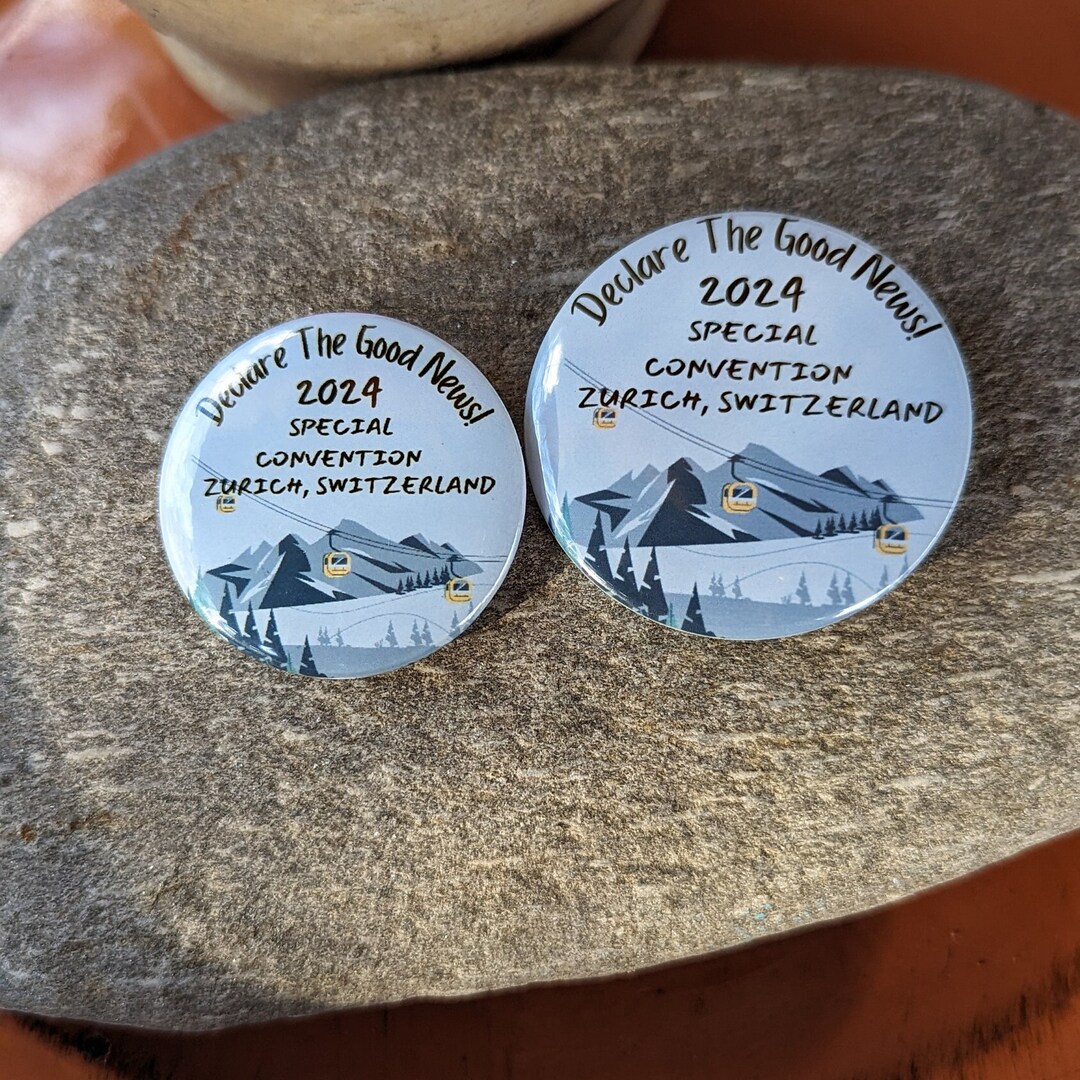 Declare The Good News!
2024
SPECIAL
CONVENTION
ZURICH, SWITZERLAND
Declare The Good News!
2024
SPECIAL
CONVENTION
ZURICH, SWITZERLAND